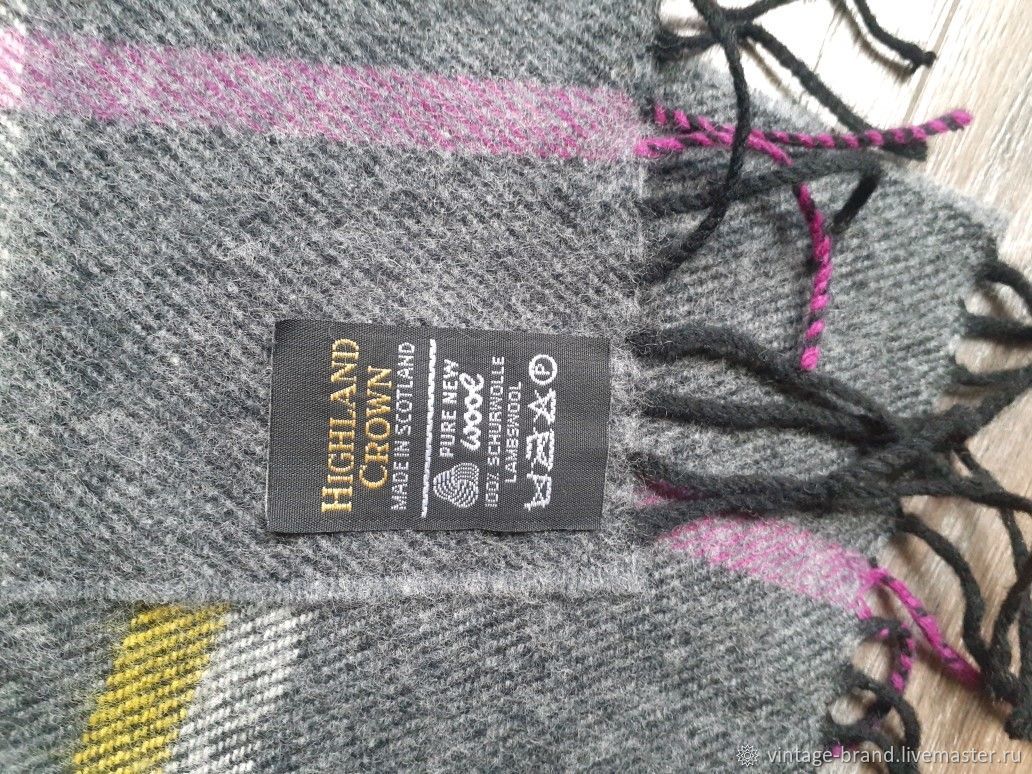 HIGHLAND
CROWN
MADE IN SCOTLAND
PURE NEW
wool
100% SCHURWOLLE
LAMBSWOOL
P
vintage-brand.livemaster.ru